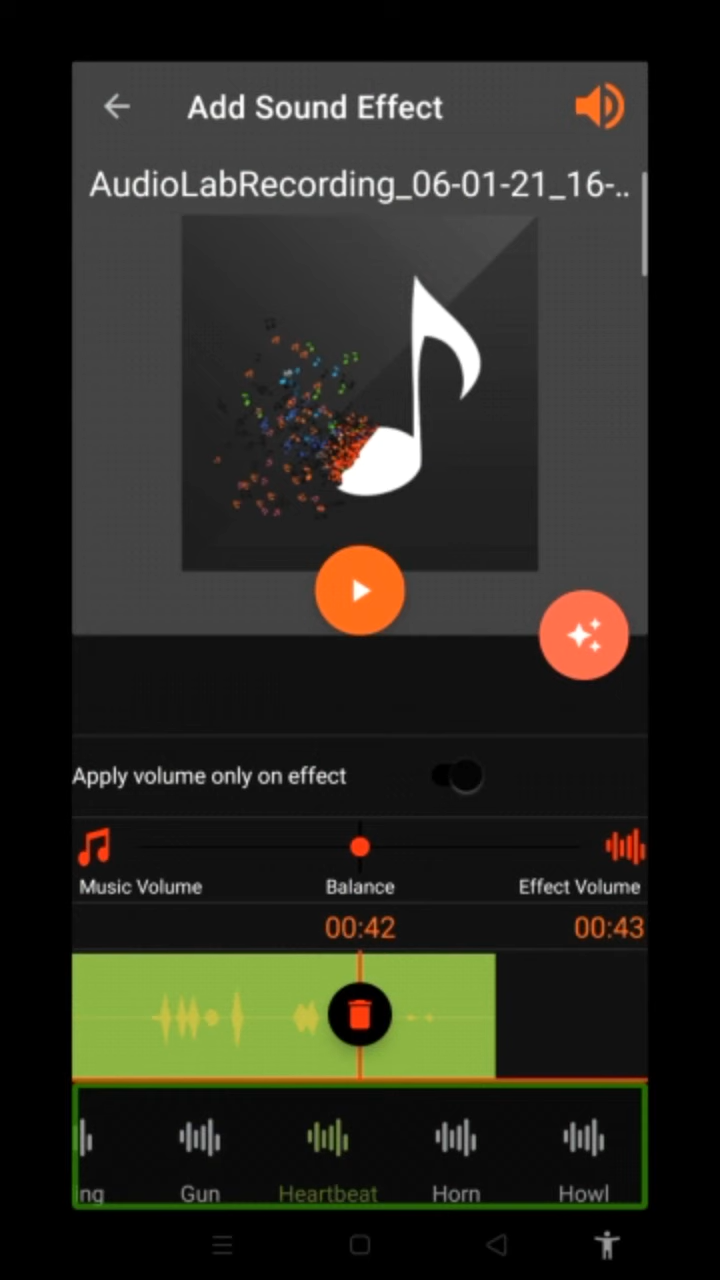 Add Sound Effect
AudioLabRecording_06-01-21_16-..
Apply volume only on effect
Music Volume Balance Effect Volume
00:42 00:43
ng Gun Heartbeat Horn Howl